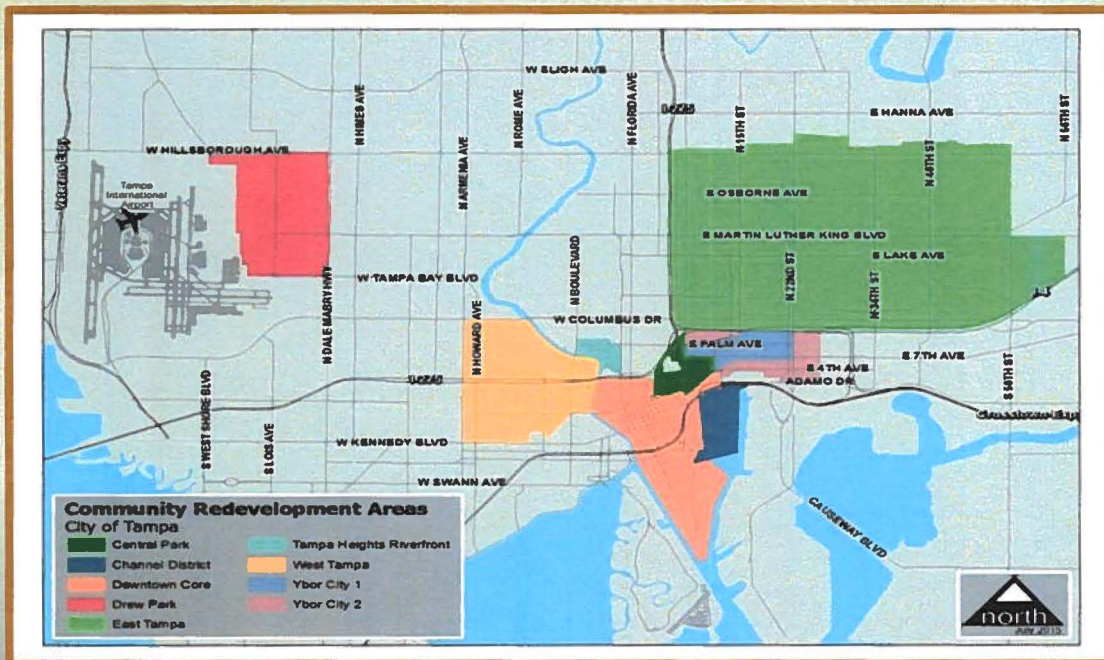 W SLIGH AVE
N HIMES AVE
N ARMENIA AVE
N ROME AVE
N FLORIDA AVE
N 15TH ST
E HANNA AVE
N 48TH ST
N 56TH ST
W HILLSBOROUGH AVE
Tampa
International
Airport
E OSBORNE AVE
E MARTIN LUTHER KING BLVD
E LAKE AVE
N 22ND ST
N 34TH ST
W TAMPA BAY BLVD
N BOULEVARD
N DALE MABRY HWY
N HOWARD AVE
W COLUMBUS DR
E PALM AVE
E 7TH AVE
E 4TH AVE
ADAMO DR
S 50TH ST
S WEST SHORE BLVD
S LOIS AVE
W KENNEDY BLVD
W SWANN AVE
CAUSEWAY BLVD
Community Redevelopment Areas
City of Tampa
Central Park
Channel District
Downtown Core
Drew Park
East Tampa
Tampa Heights Riverfront
West Tampa
Ybor City 1
Ybor City 2
north
July 2015